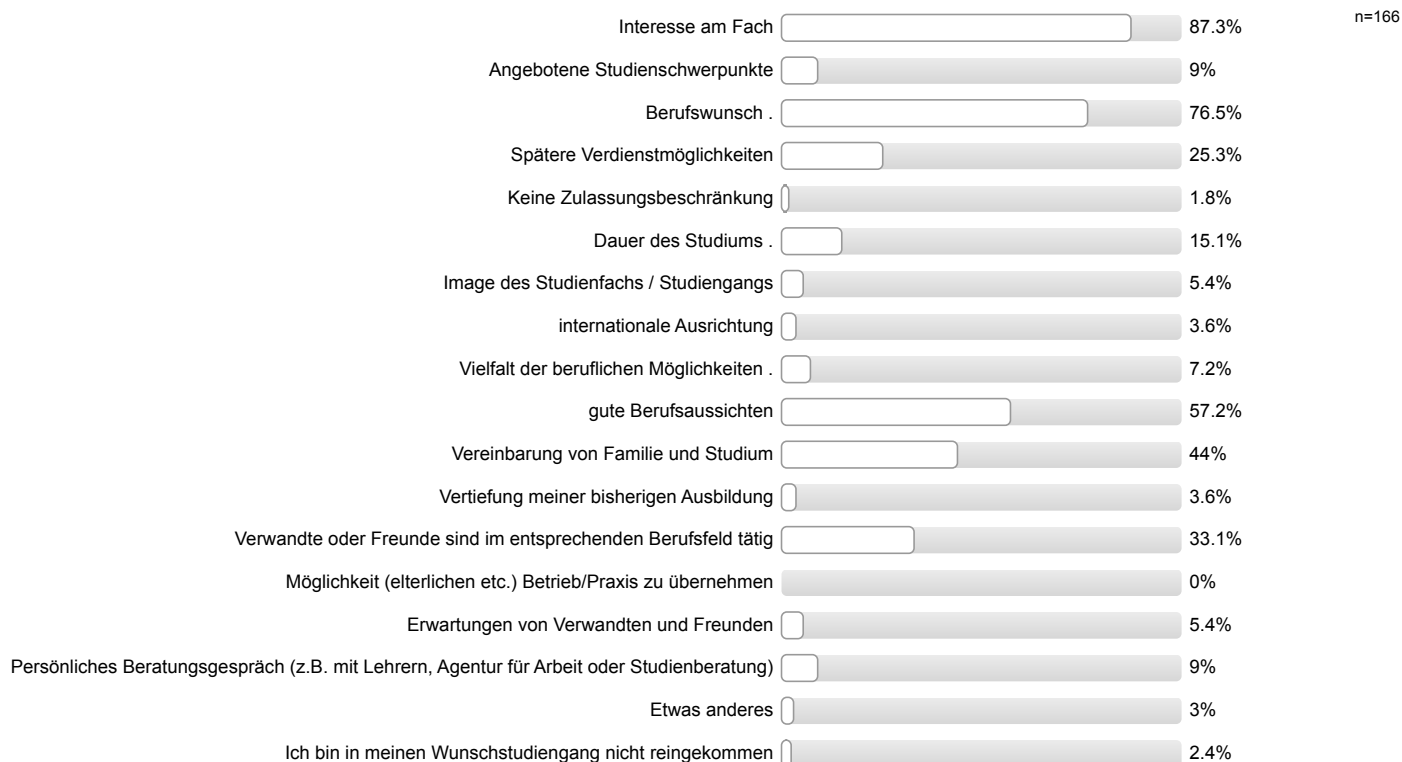 n=166
Interesse am Fach 87.3%
Angebotene Studienschwerpunkte 9%
Berufswunsch . 76.5%
Spätere Verdienstmöglichkeiten 25.3%
Keine Zulassungsbeschränkung 1.8%
Dauer des Studiums . 15.1%
Image des Studienfachs / Studiengangs 5.4%
internationale Ausrichtung 3.6%
Vielfalt der beruflichen Möglichkeiten . 7.2%
gute Berufsaussichten 57.2%
Vereinbarung von Familie und Studium 44%
Vertiefung meiner bisherigen Ausbildung 3.6%
Verwandte oder Freunde sind im entsprechenden Berufsfeld tätig 33.1%
Möglichkeit (elterlichen etc.) Betrieb/Praxis zu übernehmen 0%
Erwartungen von Verwandten und Freunden 5.4%
Persönliches Beratungsgespräch (z.B. mit Lehrern, Agentur für Arbeit oder Studienberatung) 9%
Etwas anderes 3%
Ich bin in meinen Wunschstudiengang nicht reingekommen 2.4%